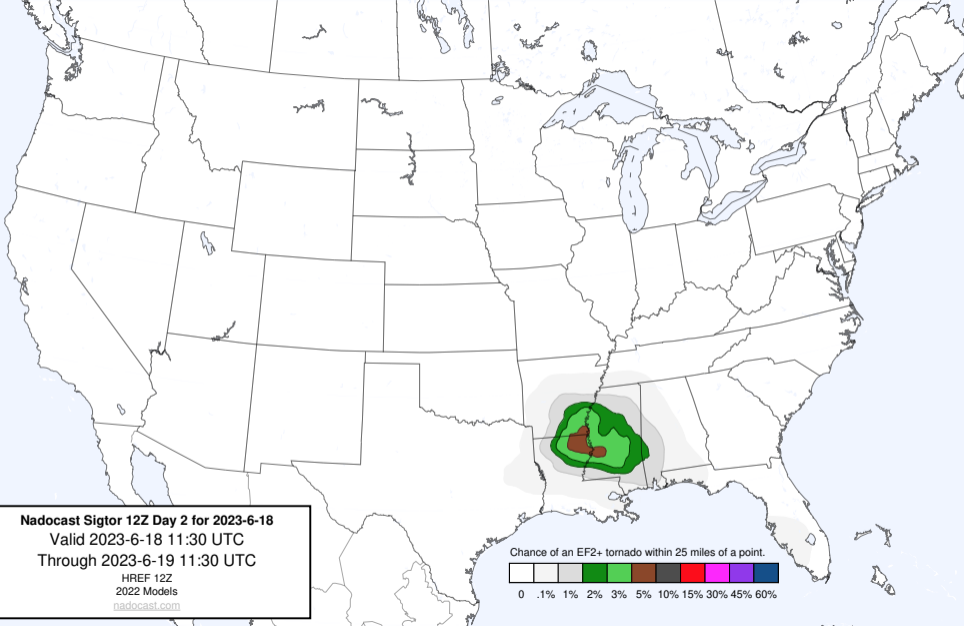 Nadocast Sigtor 12Z Day 2 for 2023-6-18
Valid 2023-6-18 11:30 UTC
Through 2023-6-19 11:30 UTC
HREF 12Z
2022 Models
nadocast.com
Chance of an EF2+ tornado within 25 miles of a point.
0 .1% 1% 2% 3% 5% 10% 15% 30% 45% 60%